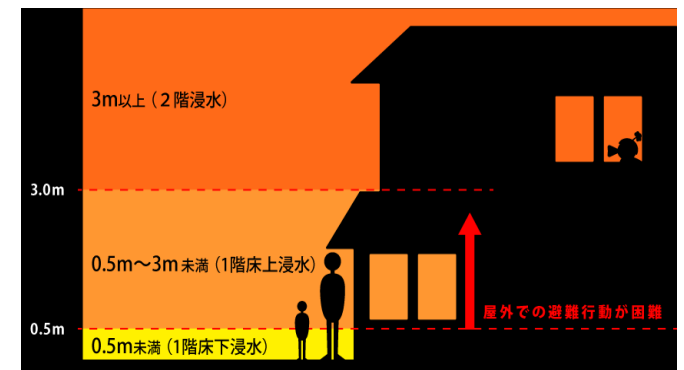 3m以上（２階浸水）
3.0m
0.5m〜3m未満（1階床上浸水）
屋外での避難行動が困難
0.5m
0.5m未満（1階床下浸水）